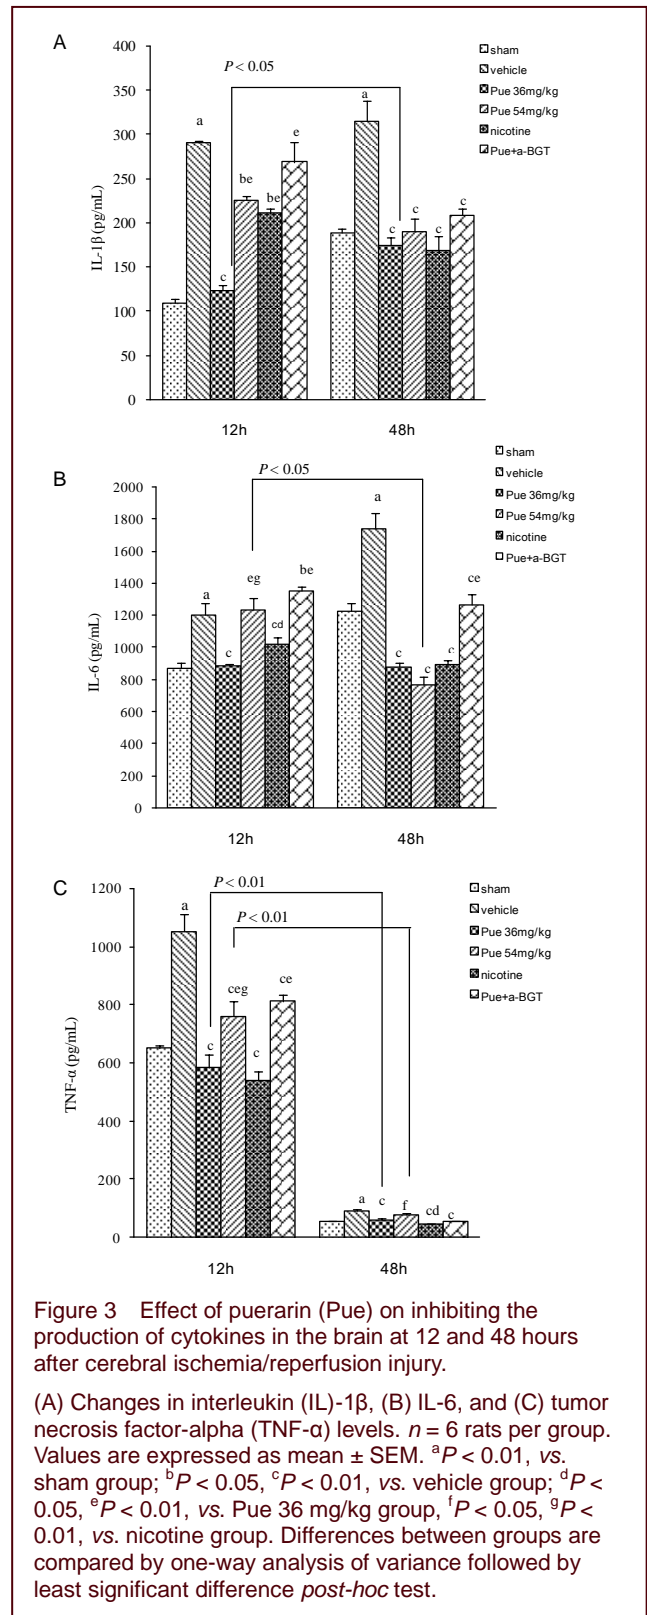 A
400
350
300
250
200
150
100
50
0
IL-1β (pg/mL)
P < 0.05
a
c
be
be
e
a
c
c
c
c
12h
48h
sham
vehicle
Pue 36mg/kg
Pue 54mg/kg
nicotine
Pue+a-BGT
B
2000
1800
1600
1400
1200
1000
800
600
400
200
0
IL-6 (pg/mL)
P < 0.05
a
c
eg
cd
be
a
c
c
c
ce
12h
48h
sham
vehicle
Pue 36mg/kg
Pue 54mg/kg
nicotine
Pue+a-BGT
C
1200
1000
800
600
400
200
0
TNF-α (pg/mL)
P < 0.01
P < 0.01
a
c
ceg
c
ce
a
c
f
cd
c
12h
48h
sham
vehicle
Pue 36mg/kg
Pue 54mg/kg
nicotine
Pue+a-BGT
Figure 3 Effect of puerarin (Pue) on inhibiting the
production of cytokines in the brain at 12 and 48 hours
after cerebral ischemia/reperfusion injury.
(A) Changes in interleukin (IL)-1β, (B) IL-6, and (C) tumor
necrosis factor-alpha (TNF-α) levels. n = 6 rats per group.
Values are expressed as mean ± SEM. aP < 0.01, vs.
sham group; bP < 0.05, cP < 0.01, vs. vehicle group; dP <
0.05, eP < 0.01, vs. Pue 36 mg/kg group, fP < 0.05, gP <
0.01, vs. nicotine group. Differences between groups are
compared by one-way analysis of variance followed by
least significant difference post-hoc test.